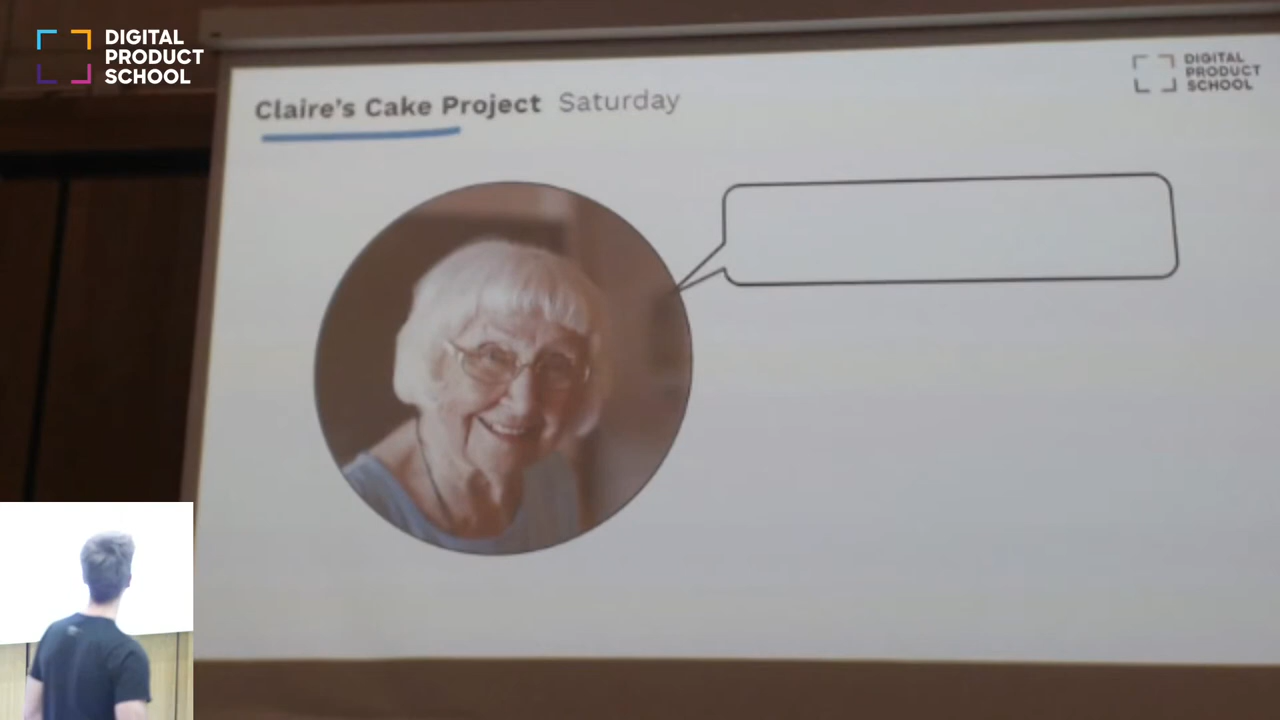 DIGITAL
PRODUCT
SCHOOL
DIGITAL
PRODUCT
SCHOOL
Claire's Cake Project Saturday